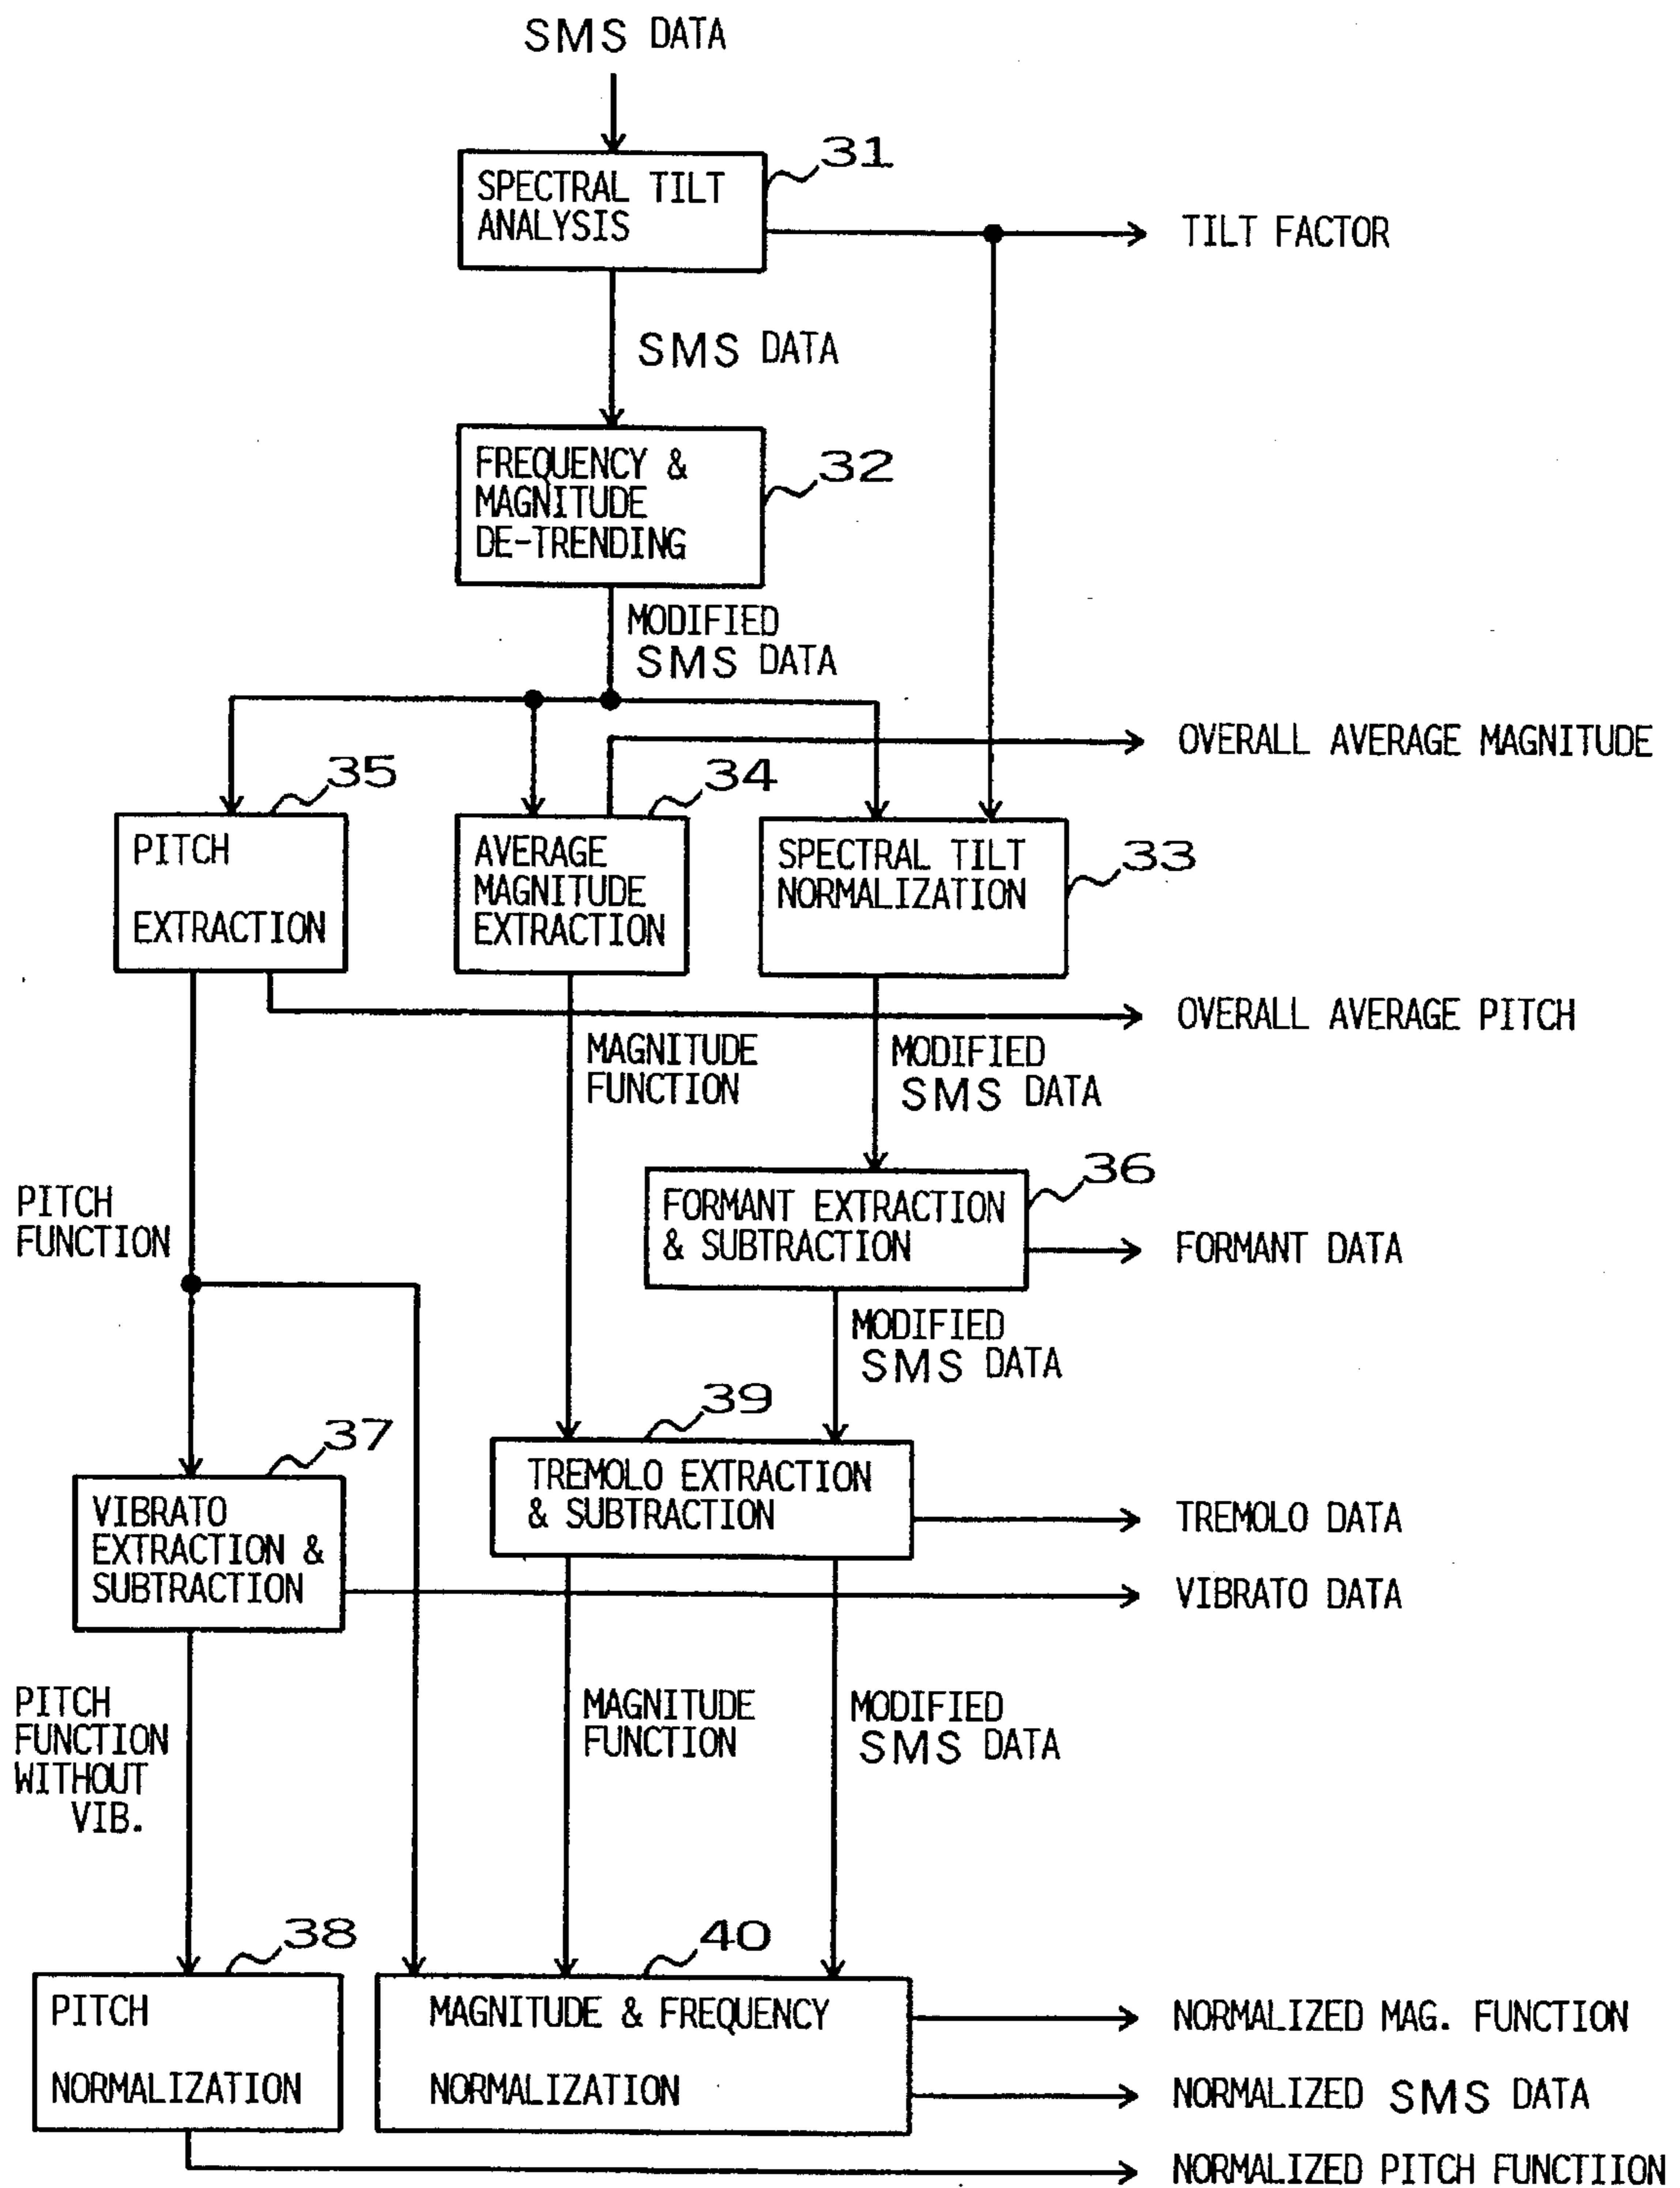 SMS DATA
31
SPECTRAL TILT
ANALYSIS
TILT FACTOR
SMS DATA
32
FREQUENCY &
MAGNITUDE
DE-TRENDING
MODIFIED
SMS DATA
OVERALL AVERAGE MAGNITUDE
35
34
33
PITCH
EXTRACTION
AVERAGE
MAGNITUDE
EXTRACTION
SPECTRAL TILT
NORMALIZATION
OVERALL AVERAGE PITCH
MAGNITUDE
FUNCTION
MODIFIED
SMS DATA
36
PITCH
FUNCTION
FORMANT EXTRACTION
& SUBTRACTION
FORMANT DATA
MODIFIED
SMS DATA
39
37
TREMOLO EXTRACTION
& SUBTRACTION
TREMOLO DATA
VIBRATO
EXTRACTION &
SUBTRACTION
VIBRATO DATA
PITCH
FUNCTION
WITHOUT
VIB.
MAGNITUDE
FUNCTION
MODIFIED
SMS DATA
38
40
PITCH
NORMALIZATION
MAGNITUDE & FREQUENCY
NORMALIZATION
NORMALIZED MAG. FUNCTION
NORMALIZED SMS DATA
NORMALIZED PITCH FUNCTIION